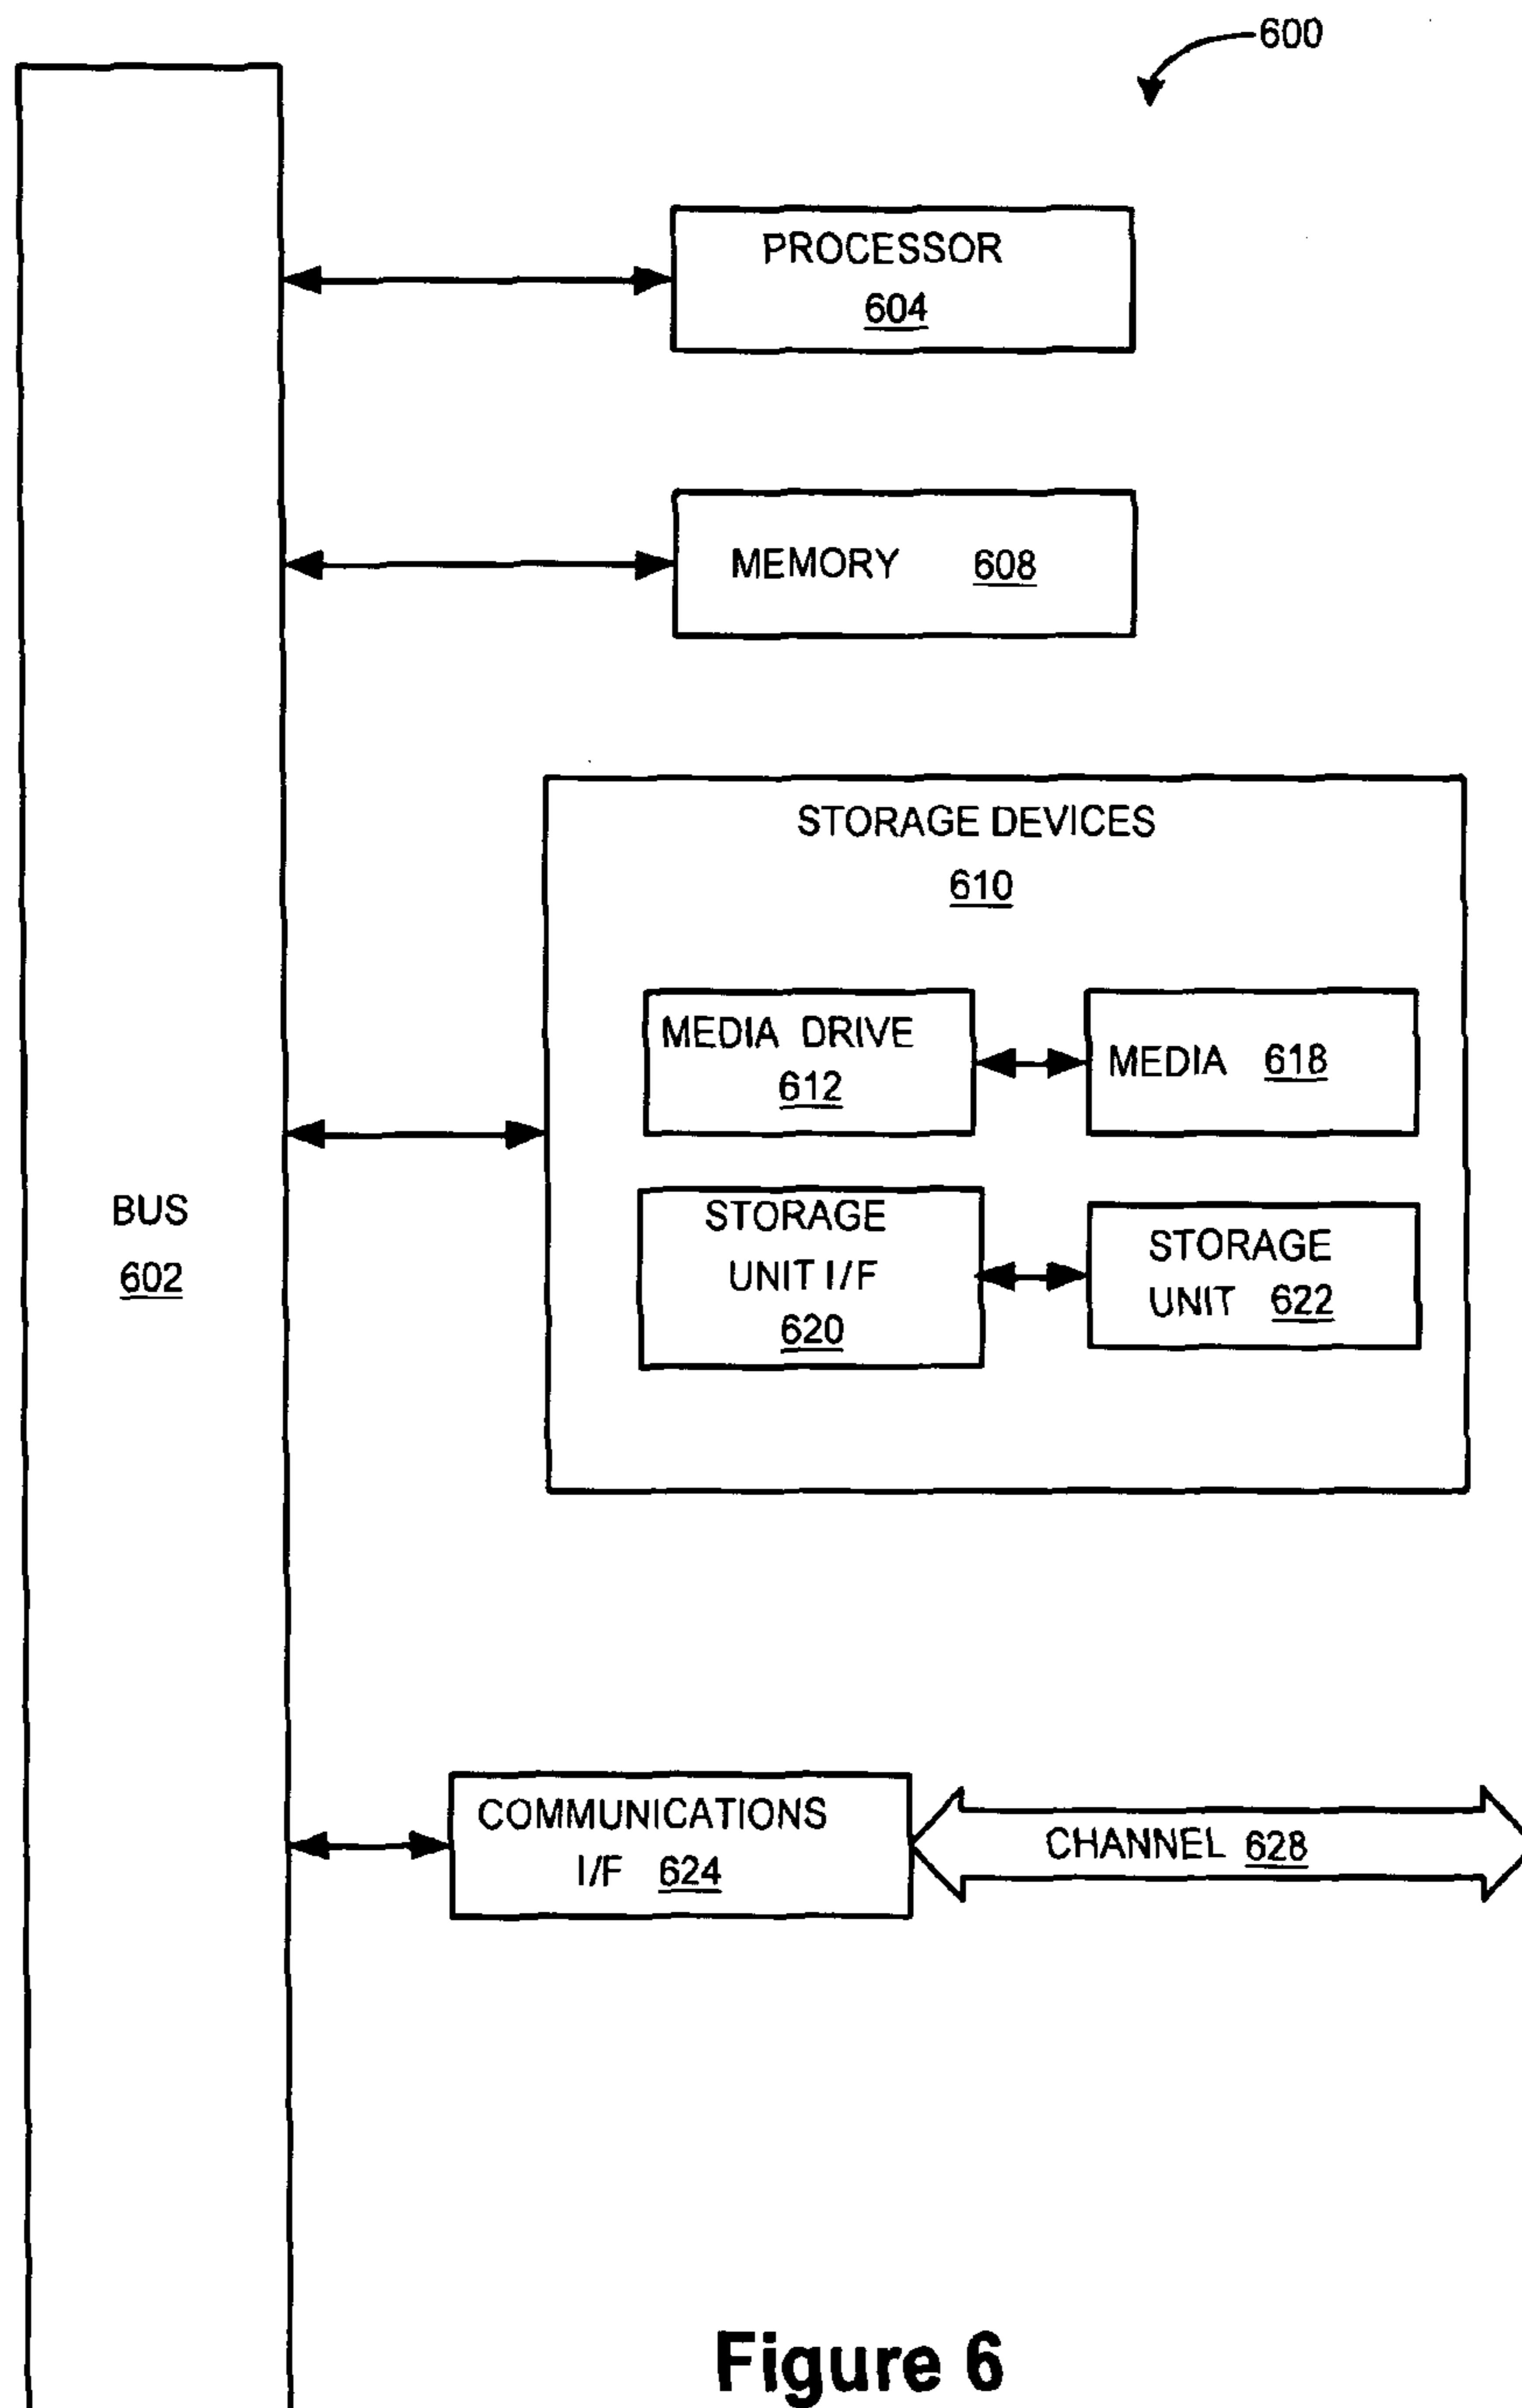 600
PROCESSOR
604
MEMORY 608
STORAGE DEVICES
610
MEDIA DRIVE
612
MEDIA 618
BUS
602
STORAGE
UNIT I/F
620
STORAGE
UNIT 622
COMMUNICATIONS
I/F 624
CHANNEL 628
Figure 6